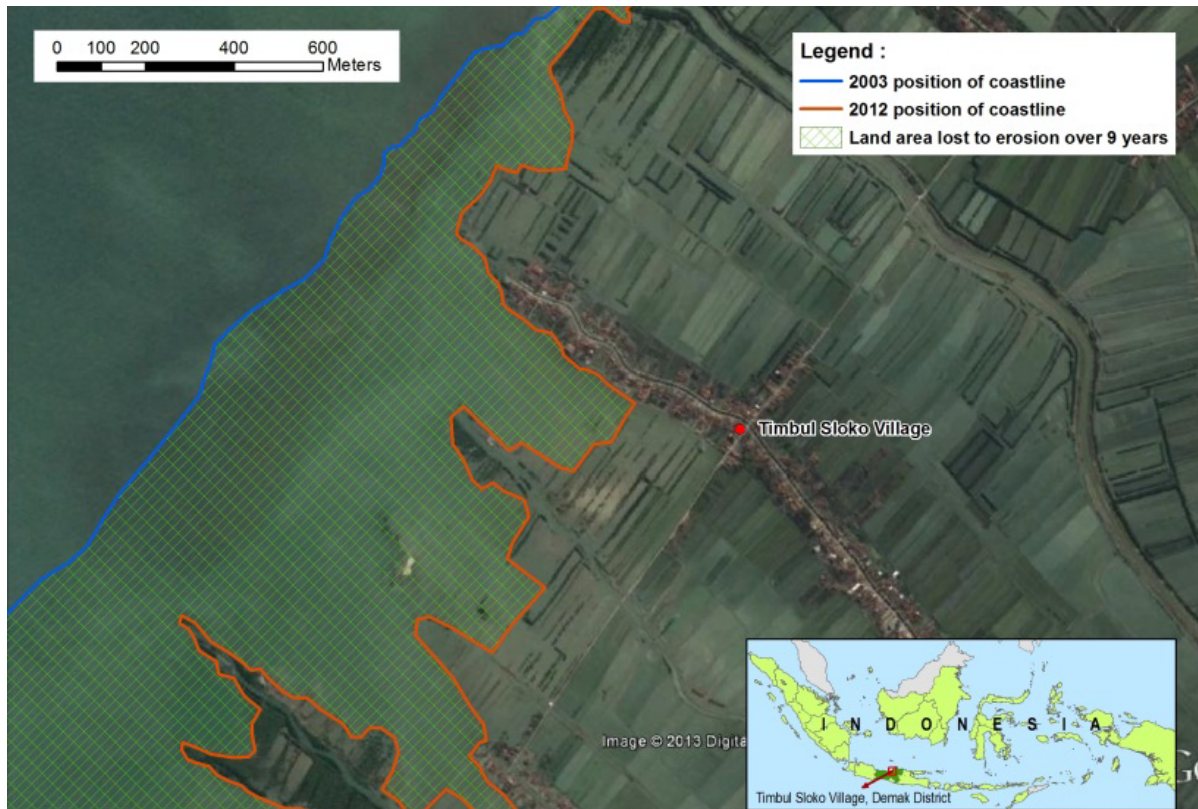 0 100 200 400 600
Meters
Legend :
2003 position of coastline
2012 position of coastline
Land area lost to erosion over 9 years
Timbul Sloko Village
Image © 2013 Digita
INDONESIA
Timbul Sloko Village, Demak District